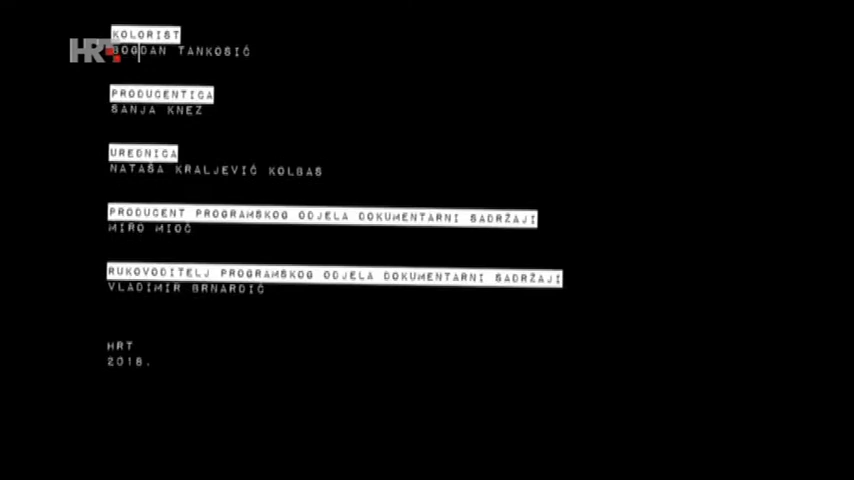 KOLORIST
HRT
BOGDAN TANKOSIĆ
PRODUCENTICA
SANJA KNEZ
UREDNICA
NATAŠA KRALJEVIĆ KOLBAS
PRODUCENT PROGRAMSKOG ODJELA DOKUMENTARNI SADRŽAJI
MIRO MIOČ
RUKOVODITELJ PROGRAMSKOG ODJELA DOKUMENTARNI SADRŽAJI
VLADIMIR BRNARDIĆ
HRT
2018.